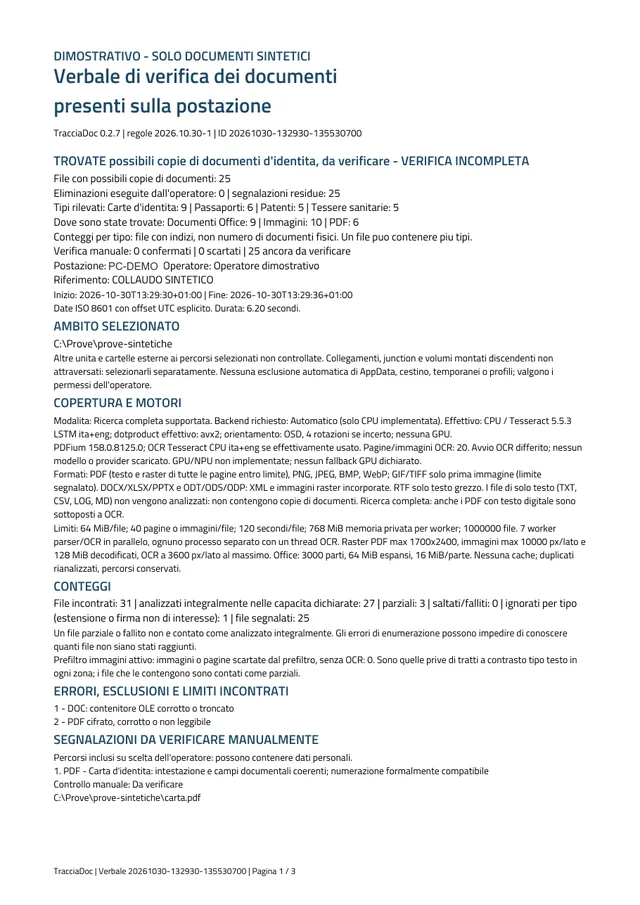 DIMOSTRATIVO - SOLO DOCUMENTI SINTETICI
Verbale di verifica dei documenti
presenti sulla postazione
TracciaDoc 0.2.7 | regole 2026.10.30-1 | ID 20261030-132930-135530700
TROVATE possibili copie di documenti d'identita, da verificare - VERIFICA INCOMPLETA
File con possibili copie di documenti: 25
Eliminazioni eseguite dall'operatore: 0 | segnalazioni residue: 25
Tipi rilevati: Carte d'identita: 9 | Passaporti: 6 | Patenti: 5 | Tessere sanitarie: 5
Dove sono state trovate: Documenti Office: 9 | Immagini: 10 | PDF: 6
Conteggi per tipo: file con indizi, non numero di documenti fisici. Un file puo contenere piu tipi.
Verifica manuale: 0 confermati | 0 scartati | 25 ancora da verificare
Postazione: PC-DEMO Operatore: Operatore dimostrativo
Riferimento: COLLAUDO SINTETICO
Inizio: 2026-10-30T13:29:30+01:00 | Fine: 2026-10-30T13:29:36+01:00
Date ISO 8601 con offset UTC esplicito. Durata: 6.20 secondi.
AMBITO SELEZIONATO
C:\Prove\prove-sintetiche
Altre unita e cartelle esterne ai percorsi selezionati non controllate. Collegamenti, junction e volumi montati discendenti non
attraversati: selezionarli separatamente. Nessuna esclusione automatica di AppData, cestino, temporanei o profili; valgono i
permessi dell'operatore.
COPERTURA E MOTORI
Modalita: Ricerca completa supportata. Backend richiesto: Automatico (solo CPU implementata). Effettivo: CPU / Tesseract 5.5.3
LSTM ita+eng; dotproduct effettivo: avx2; orientamento: OSD, 4 rotazioni se incerto; nessuna GPU.
PDFium 158.0.8125.0; OCR Tesseract CPU ita+eng se effettivamente usato. Pagine/immagini OCR: 20. Avvio OCR differito; nessun
modello o provider scaricato. GPU/NPU non implementate; nessun fallback GPU dichiarato.
Formati: PDF (testo e raster di tutte le pagine entro limite), PNG, JPEG, BMP, WebP; GIF/TIFF solo prima immagine (limite
segnalato). DOCX/XLSX/PPTX e ODT/ODS/ODP: XML e immagini raster incorporate. RTF solo testo grezzo. I file di solo testo (TXT,
CSV, LOG, MD) non vengono analizzati: non contengono copie di documenti. Ricerca completa: anche i PDF con testo digitale sono
sottoposti a OCR.
Limiti: 64 MiB/file; 40 pagine o immagini/file; 120 secondi/file; 768 MiB memoria privata per worker; 1000000 file. 7 worker
parser/OCR in parallelo, ognuno processo separato con un thread OCR. Raster PDF max 1700x2400, immagini max 10000 px/lato e
128 MiB decodificati, OCR a 3600 px/lato al massimo. Office: 3000 parti, 64 MiB espansi, 16 MiB/parte. Nessuna cache; duplicati
rianalizzati, percorsi conservati.
CONTEGGI
File incontrati: 31 | analizzati integralmente nelle capacita dichiarate: 27 | parziali: 3 | saltati/falliti: 0 | ignorati per tipo
(estensione o firma non di interesse): 1 | file segnalati: 25
Un file parziale o fallito non e contato come analizzato integralmente. Gli errori di enumerazione possono impedire di conoscere
quanti file non siano stati raggiunti.
Prefiltro immagini attivo: immagini o pagine scartate dal prefiltro, senza OCR: 0. Sono quelle prive di tratti a contrasto tipo testo in
ogni zona; i file che le contengono sono contati come parziali.
ERRORI, ESCLUSIONI E LIMITI INCONTRATI
1 - DOC: contenitore OLE corrotto o troncato
2 - PDF cifrato, corrotto o non leggibile
SEGNALAZIONI DA VERIFICARE MANUALMENTE
Percorsi inclusi su scelta dell'operatore: possono contenere dati personali.
1. PDF - Carta d'identita: intestazione e campi documentali coerenti; numerazione formalmente compatibile
Controllo manuale: Da verificare
C:\Prove\prove-sintetiche\carta.pdf
TracciaDoc | Verbale 20261030-132930-135530700 | Pagina 1 / 3